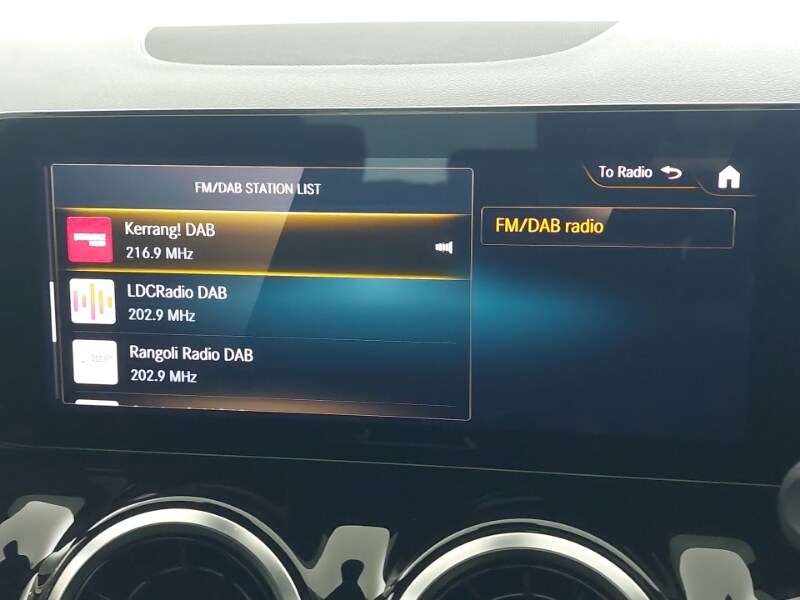 To Radio
FM/DAB STATION LIST
FM/DAB radio
Kerrang! DAB
216.9 MHz
LDCRadio DAB
202.9 MHz
Rangoli Radio DAB
202.9 MHz